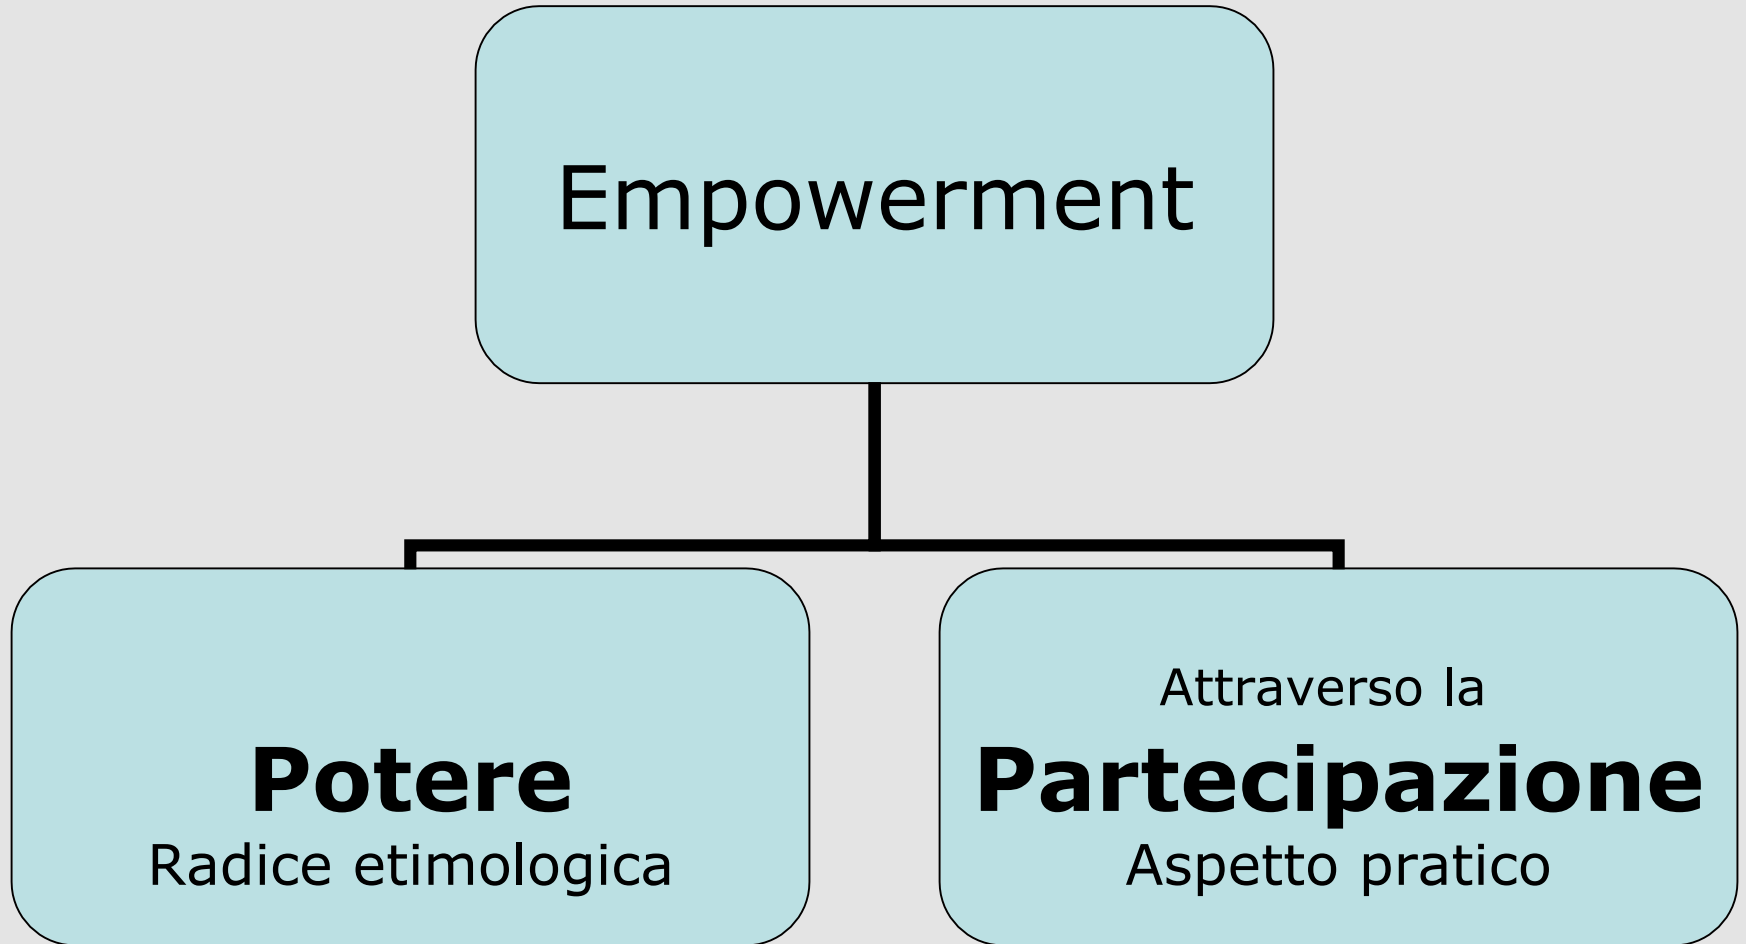 Empowerment
Potere
Radice etimologica
Attraverso la
Partecipazione
Aspetto pratico